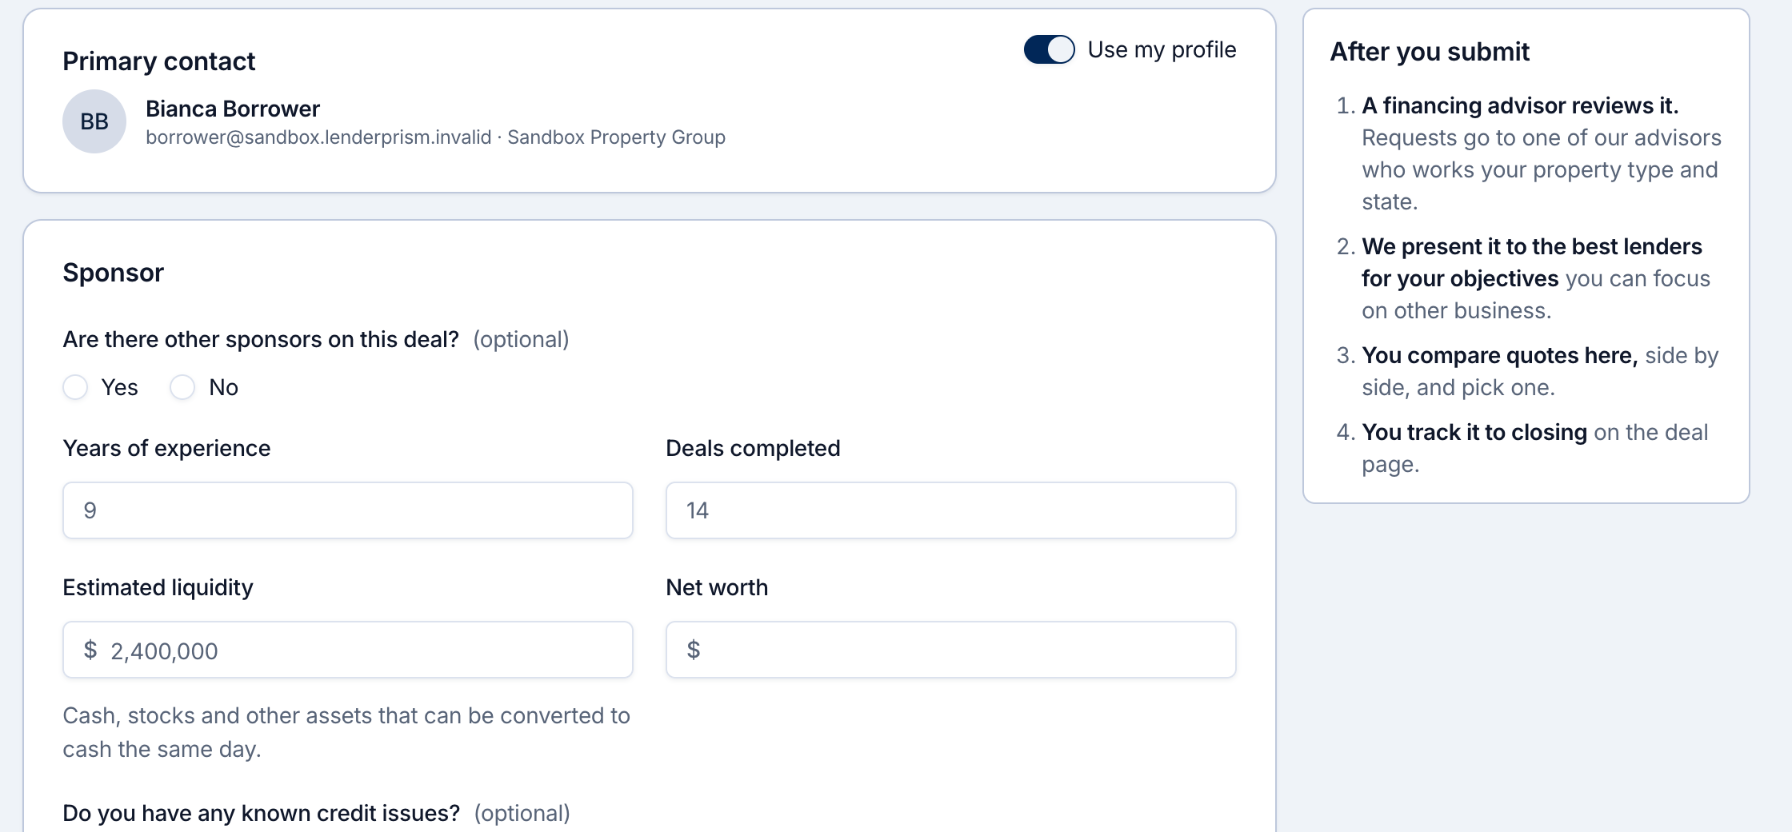 Primary contact
Use my profile
BB
Bianca Borrower
borrower@sandbox.lenderprism.invalid · Sandbox Property Group
Sponsor
Are there other sponsors on this deal? (optional)
Yes
No
Years of experience
Deals completed
9
14
Estimated liquidity
Net worth
$ 2,400,000
$
Cash, stocks and other assets that can be converted to
cash the same day.
Do you have any known credit issues? (optional)
After you submit
1. A financing advisor reviews it.
Requests go to one of our advisors
who works your property type and
state.
2. We present it to the best lenders
for your objectives you can focus
on other business.
3. You compare quotes here, side by
side, and pick one.
4. You track it to closing on the deal
page.